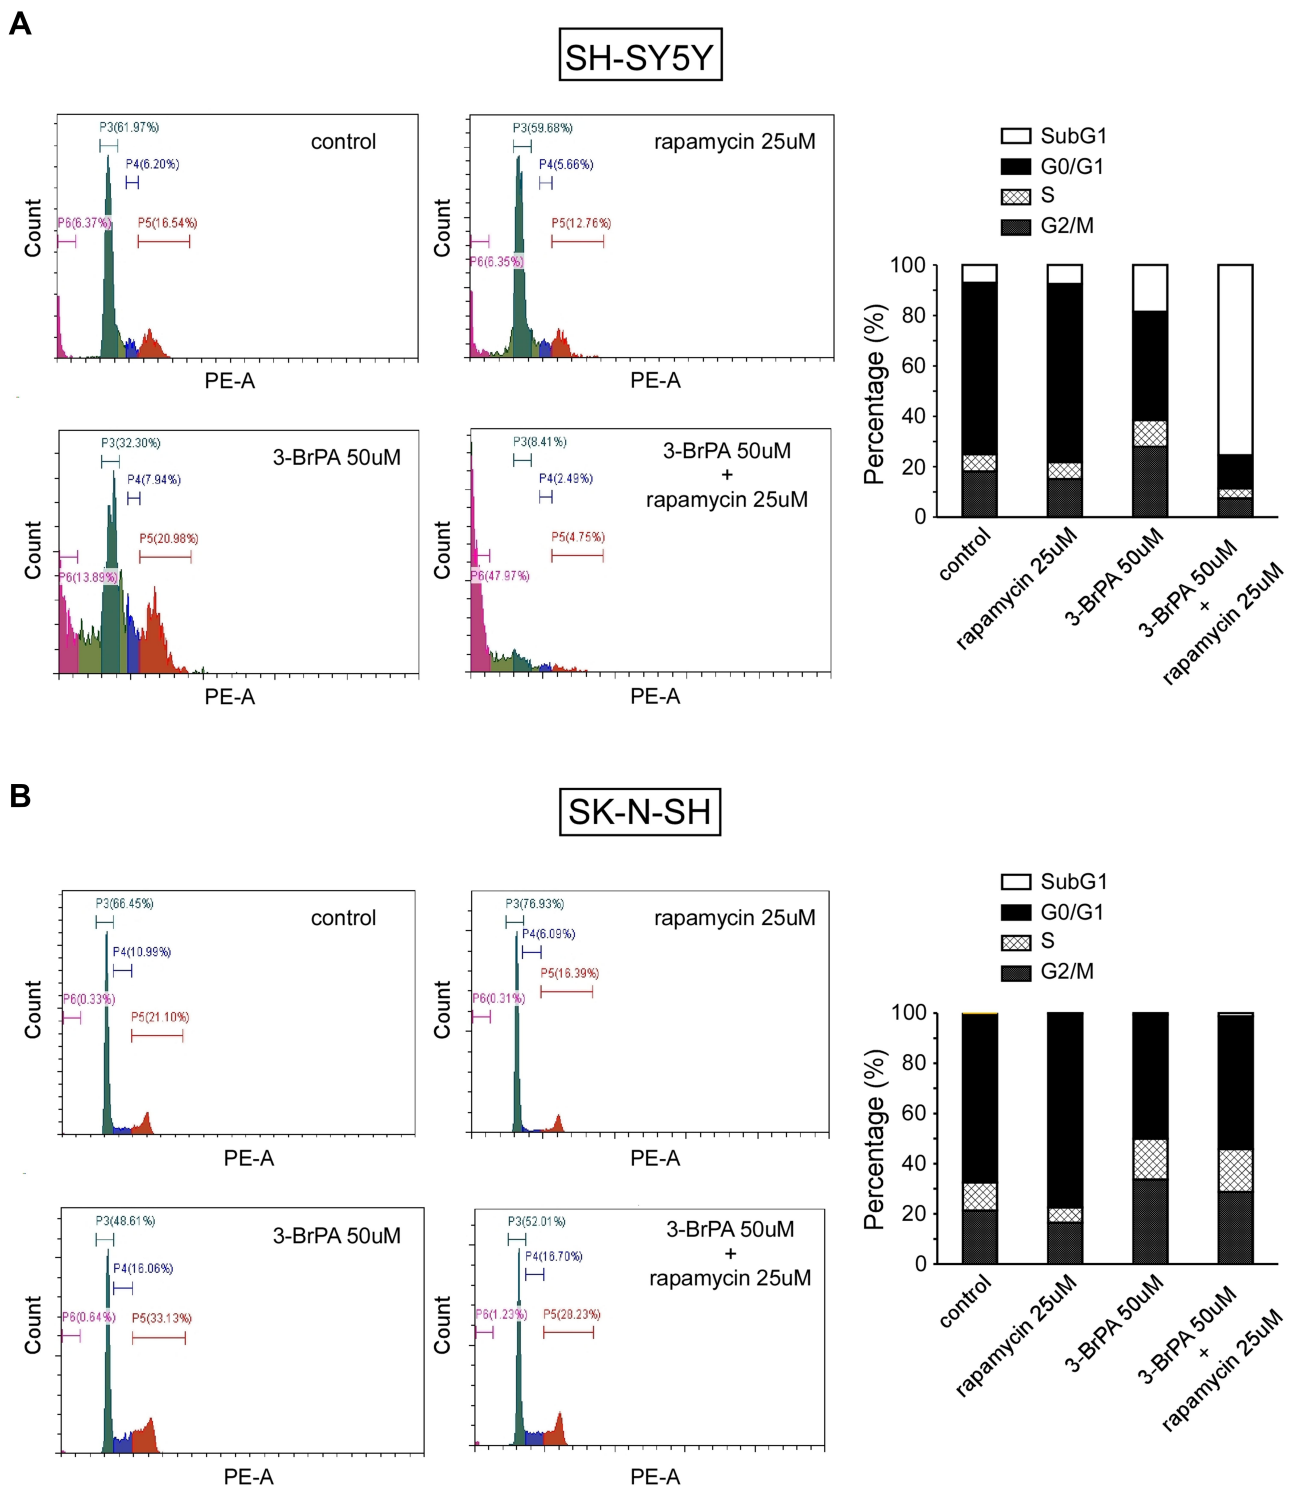 A
SH-SY5Y
P3(61.97%)
control
P4(6.20%)
P6(6.37%)
P5(16.54%)
Count
PE-A
P3(59.68%)
rapamycin 25uM
P4(5.66%)
P5(12.76%)
P6(6.35%)
Count
PE-A
P3(32.30%)
3-BrPA 50uM
P4(7.94%)
P5(20.98%)
P6(13.89%)
Count
PE-A
P3(8.41%)
3-BrPA 50uM
+
rapamycin 25uM
P4(2.49%)
P5(4.75%)
P6(47.97%)
Count
PE-A
SubG1
G0/G1
S
G2/M
Percentage (%)
100
80
60
40
20
0
control
rapamycin 25uM
3-BrPA 50uM
3-BrPA 50uM
+
rapamycin 25uM
B
SK-N-SH
P3(66.45%)
control
P4(10.99%)
P6(0.33%)
P5(21.10%)
Count
PE-A
P3(76.93%)
rapamycin 25uM
P4(6.09%)
P5(16.39%)
P6(0.31%)
Count
PE-A
P3(48.61%)
3-BrPA 50uM
P4(16.06%)
P6(0.64%)
P5(33.13%)
Count
PE-A
P3(52.01%)
3-BrPA 50uM
+
rapamycin 25uM
P4(16.70%)
P6(1.23%)
P5(28.23%)
Count
PE-A
SubG1
G0/G1
S
G2/M
Percentage (%)
100
80
60
40
20
0
control
rapamycin 25uM
3-BrPA 50uM
3-BrPA 50uM
+
rapamycin 25uM